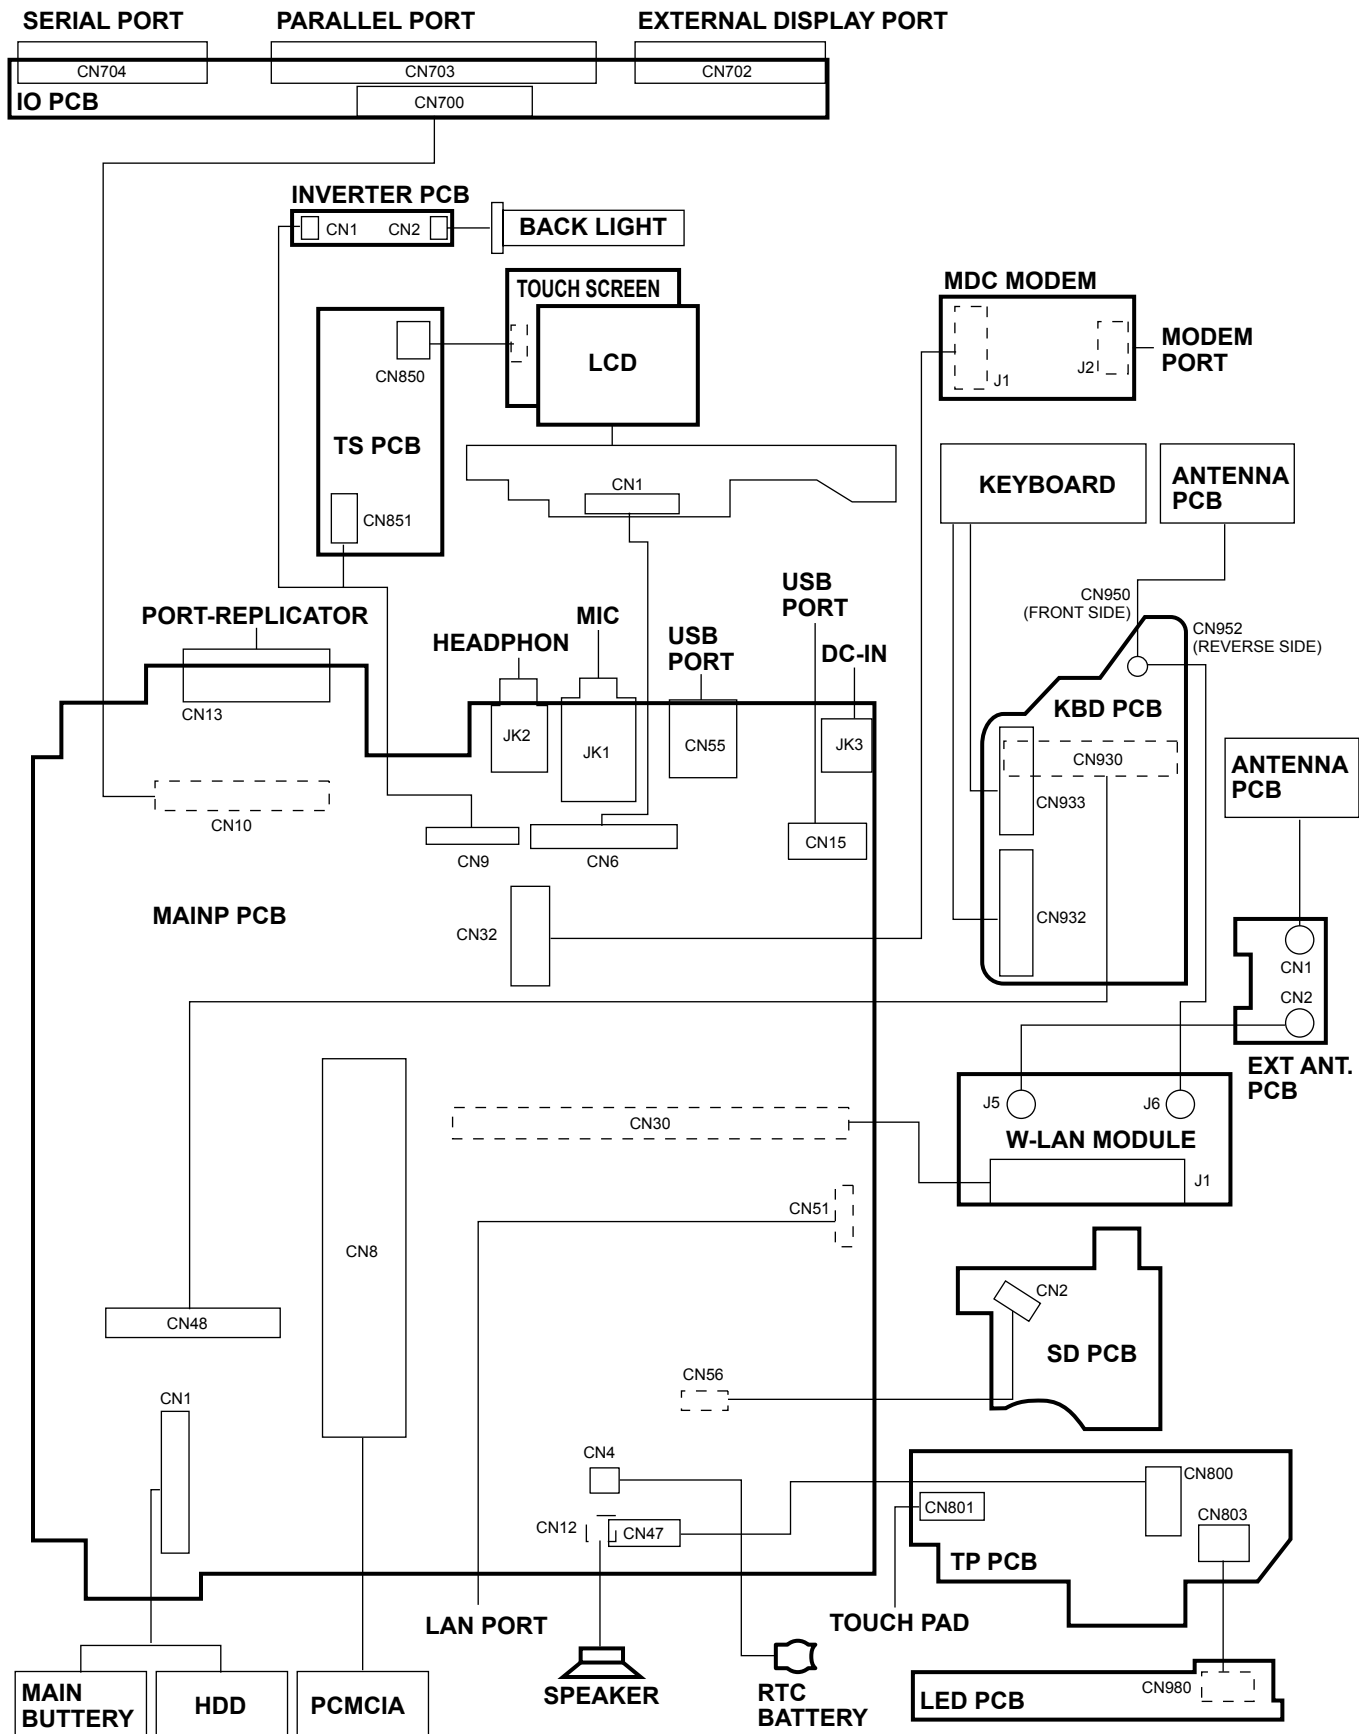 SERIAL PORT
PARALLEL PORT
EXTERNAL DISPLAY PORT
CN704
CN703
CN702
IO PCB
CN700
INVERTER PCB
CN1
CN2
BACK LIGHT
TOUCH SCREEN
LCD
MDC MODEM
J1
J2
MODEM
PORT
CN850
TS PCB
CN851
CN1
KEYBOARD
ANTENNA
PCB
CN950
(FRONT SIDE)
CN952
(REVERSE SIDE)
PORT-REPLICATOR
HEADPHON
MIC
USB
PORT
USB
PORT
DC-IN
CN13
JK2
JK1
CN55
JK3
KBD PCB
CN930
CN933
CN932
ANTENNA
PCB
CN10
CN9
CN6
CN15
MAINP PCB
CN32
CN1
CN2
EXT ANT.
PCB
J5
J6
W-LAN MODULE
J1
CN30
CN51
CN8
CN48
CN2
SD PCB
CN56
CN1
CN4
CN12
CN47
CN800
CN801
CN803
TP PCB
LAN PORT
TOUCH PAD
MAIN
BUTTERY
HDD
PCMCIA
SPEAKER
RTC
BATTERY
CN980
LED PCB